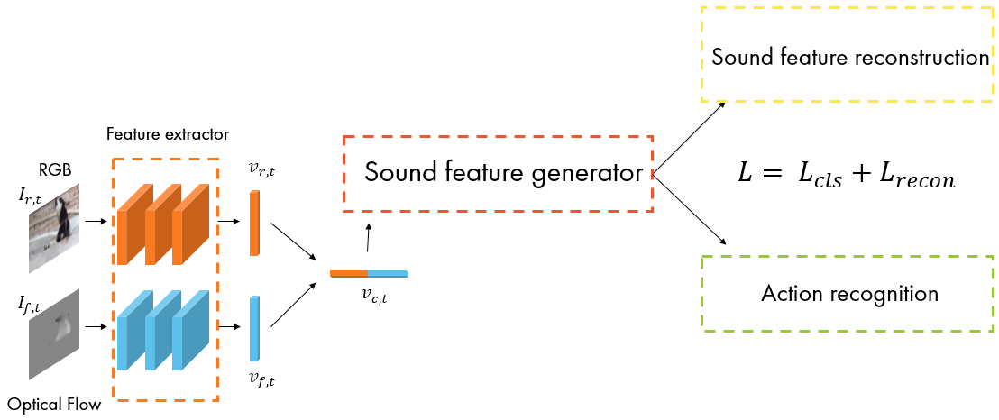 Sound feature reconstruction
Feature extractor
RGB
v_{r,t}
Sound feature generator
L = L_{cls} + L_{recon}
I_{r,t}
v_{c,t}
Action recognition
I_{f,t}
v_{f,t}
Optical Flow